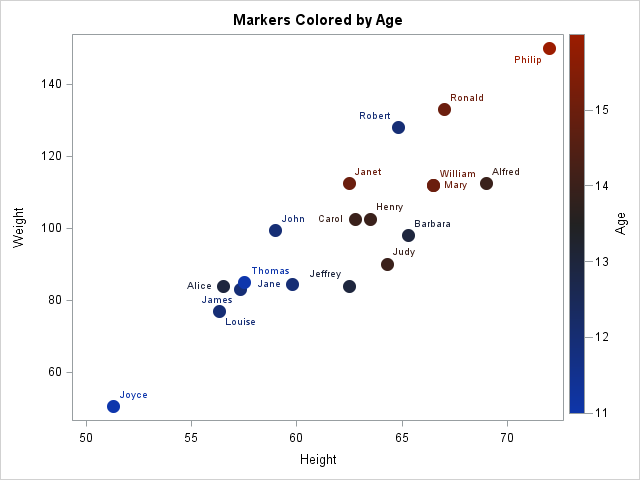 Markers Colored by Age
Philip
140
Ronald
15
Robert
120
Janet
William
Alfred
Mary
14
Henry
Age
Weight
100
John
Carol
Barbara
Judy
13
Thomas
Jeffrey
80
Alice
Jane
James
Louise
12
60
Joyce
11
50
55
60
65
70
Height